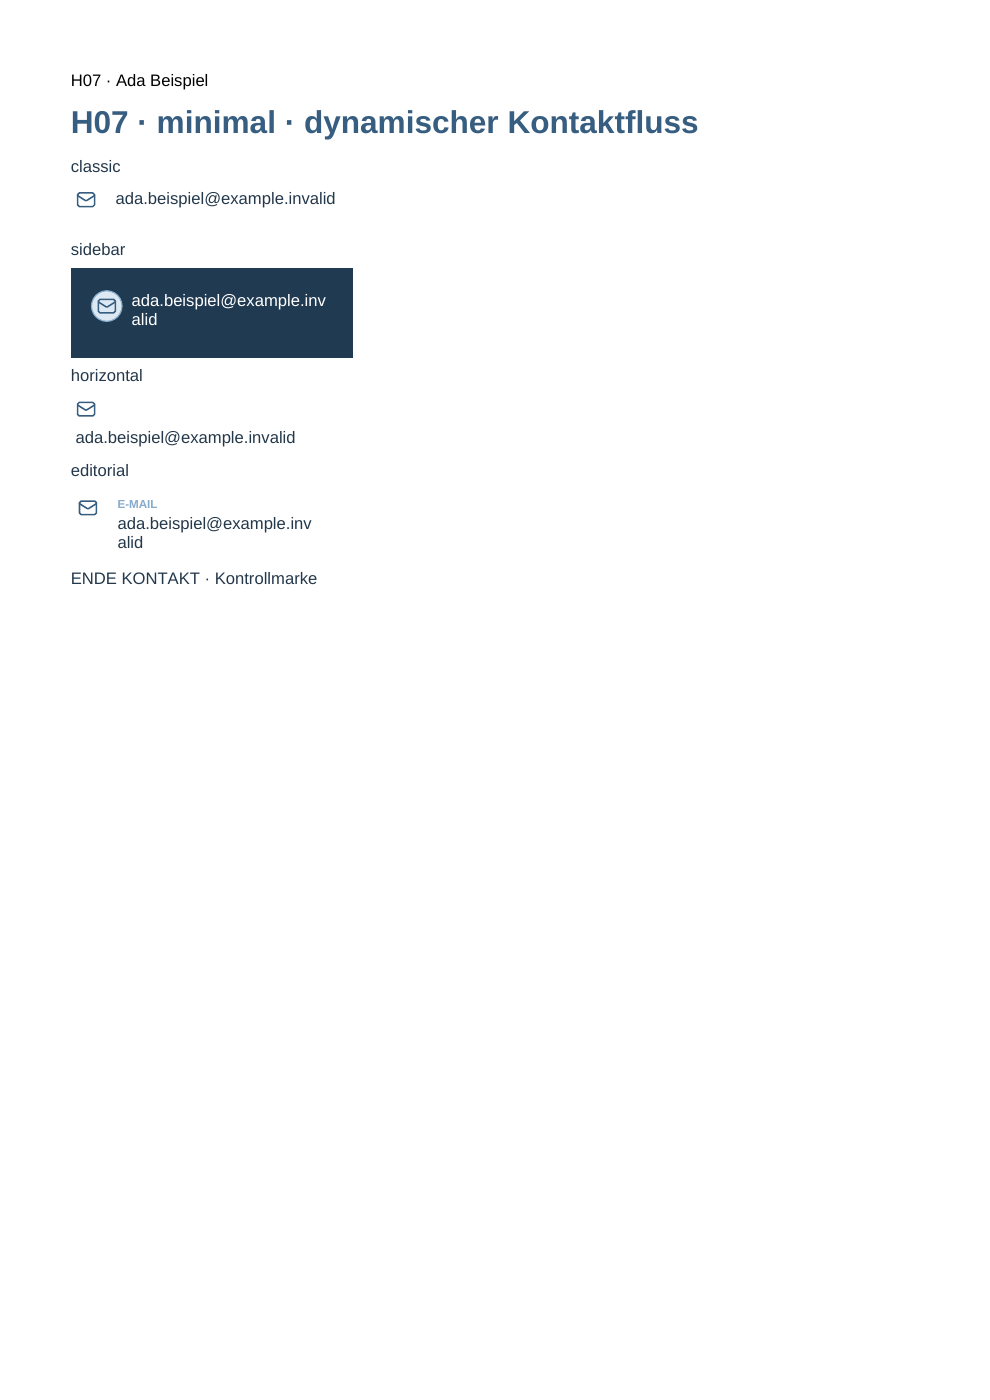 H07 · Ada Beispiel
H07 · minimal · dynamischer Kontaktfluss
classic
ada.beispiel@example.invalid
sidebar
ada.beispiel@example.inv
alid
horizontal
ada.beispiel@example.invalid
editorial
E-MAIL
ada.beispiel@example.inv
alid
ENDE KONTAKT · Kontrollmarke